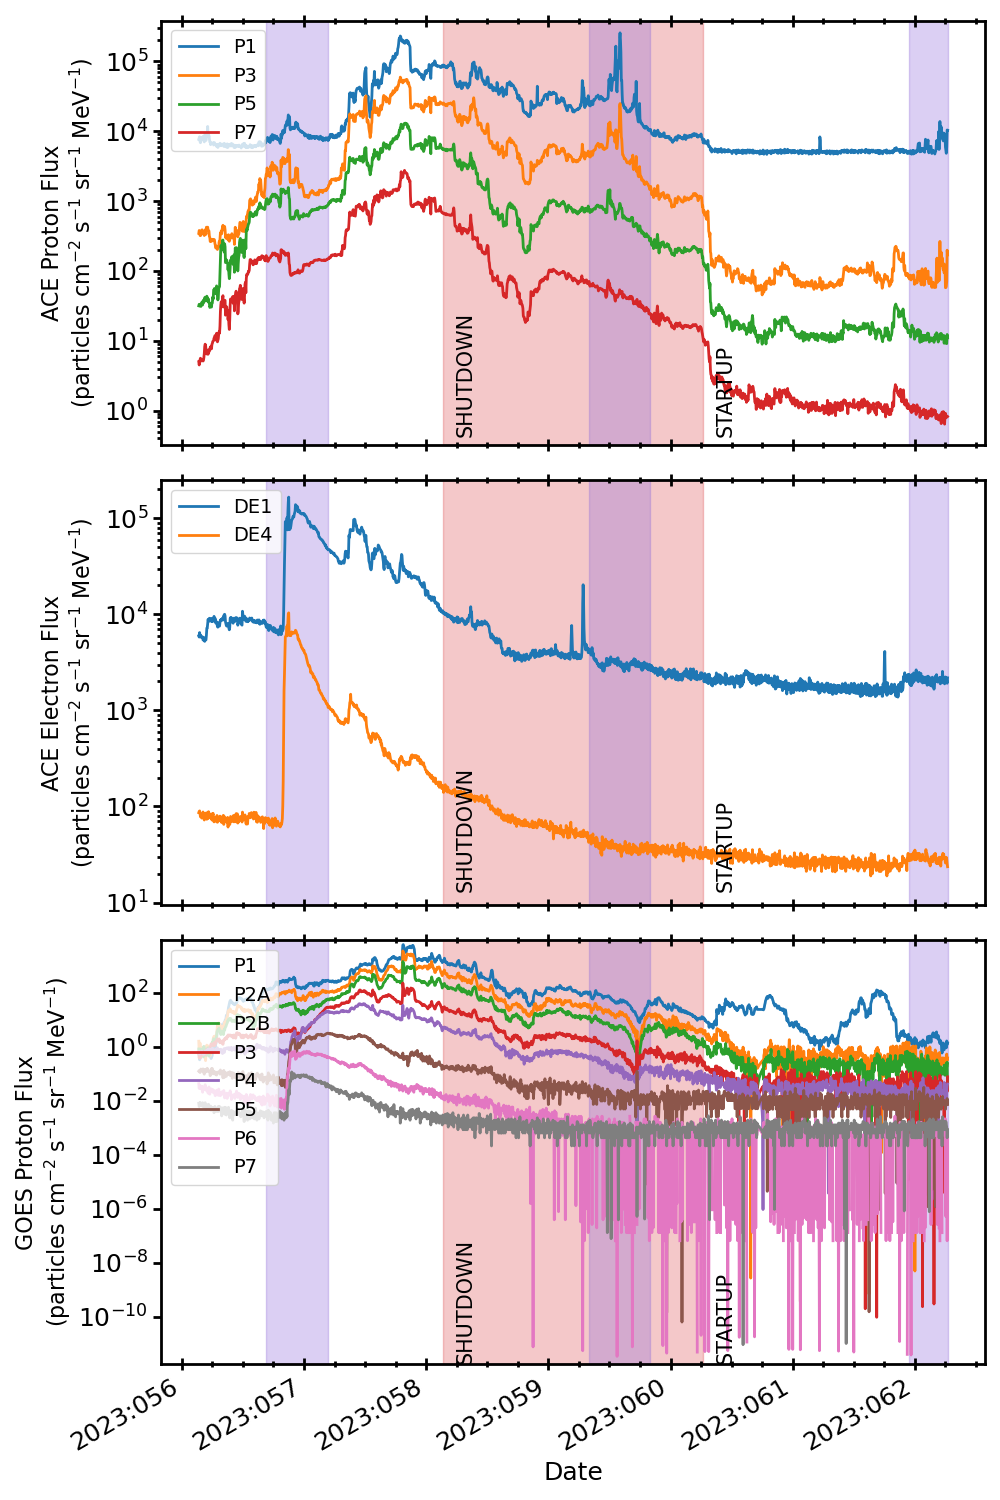 ACE Proton Flux
(particles cm⁻² s⁻¹ sr⁻¹ MeV⁻¹)
10⁵
10⁴
10³
10²
10¹
10⁰
P1
P3
P5
P7
SHUTDOWN
STARTUP
ACE Electron Flux
(particles cm⁻² s⁻¹ sr⁻¹ MeV⁻¹)
10⁵
10⁴
10³
10²
10¹
DE1
DE4
SHUTDOWN
STARTUP
GOES Proton Flux
(particles cm⁻² s⁻¹ sr⁻¹ MeV⁻¹)
10²
10⁰
10⁻²
10⁻⁴
10⁻⁶
10⁻⁸
10⁻¹⁰
P1
P2A
P2B
P3
P4
P5
P6
P7
SHUTDOWN
STARTUP
2023:056
2023:057
2023:058
2023:059
2023:060
2023:061
2023:062
Date